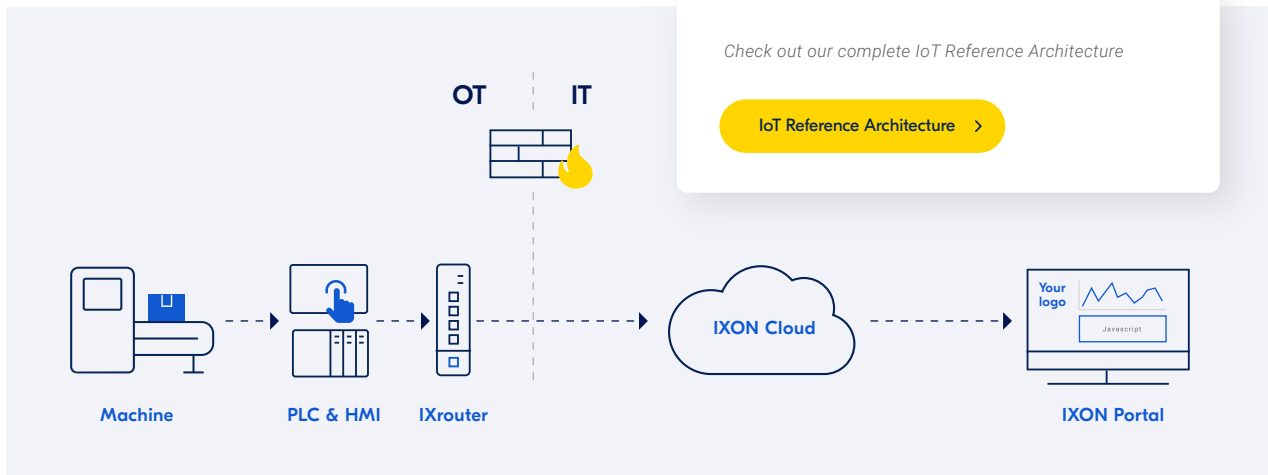 Check out our complete IoT Reference Architecture
IoT Reference Architecture
OT
IT
Your
logo
Javascript
IXON Cloud
Machine
PLC & HMI
IXrouter
IXON Portal